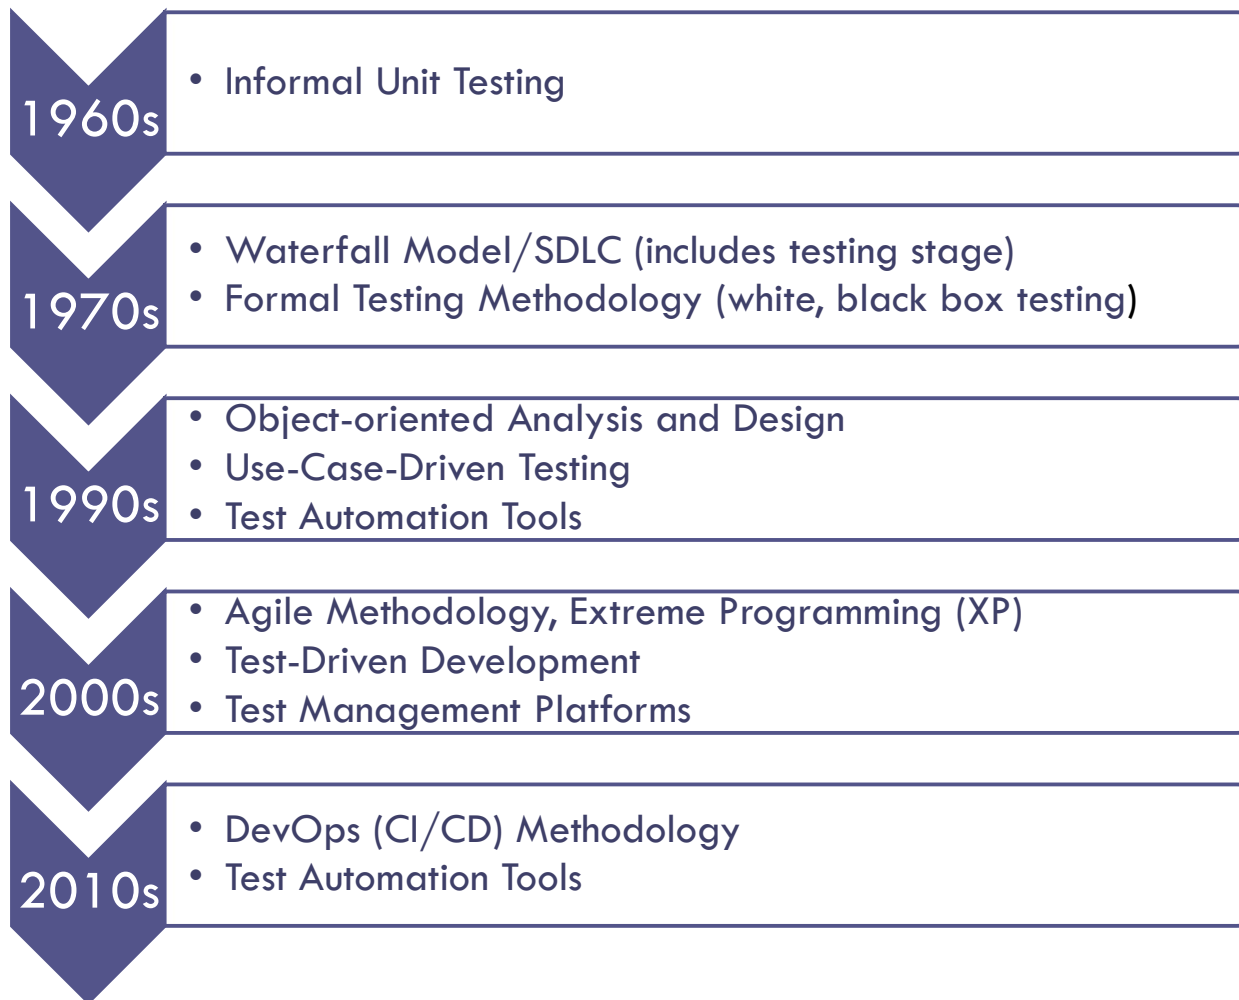 1960s
• Informal Unit Testing
1970s
• Waterfall Model/SDLC (includes testing stage)
• Formal Testing Methodology (white, black box testing)
1990s
• Object-oriented Analysis and Design
• Use-Case-Driven Testing
• Test Automation Tools
2000s
• Agile Methodology, Extreme Programming (XP)
• Test-Driven Development
• Test Management Platforms
2010s
• DevOps (CI/CD) Methodology
• Test Automation Tools